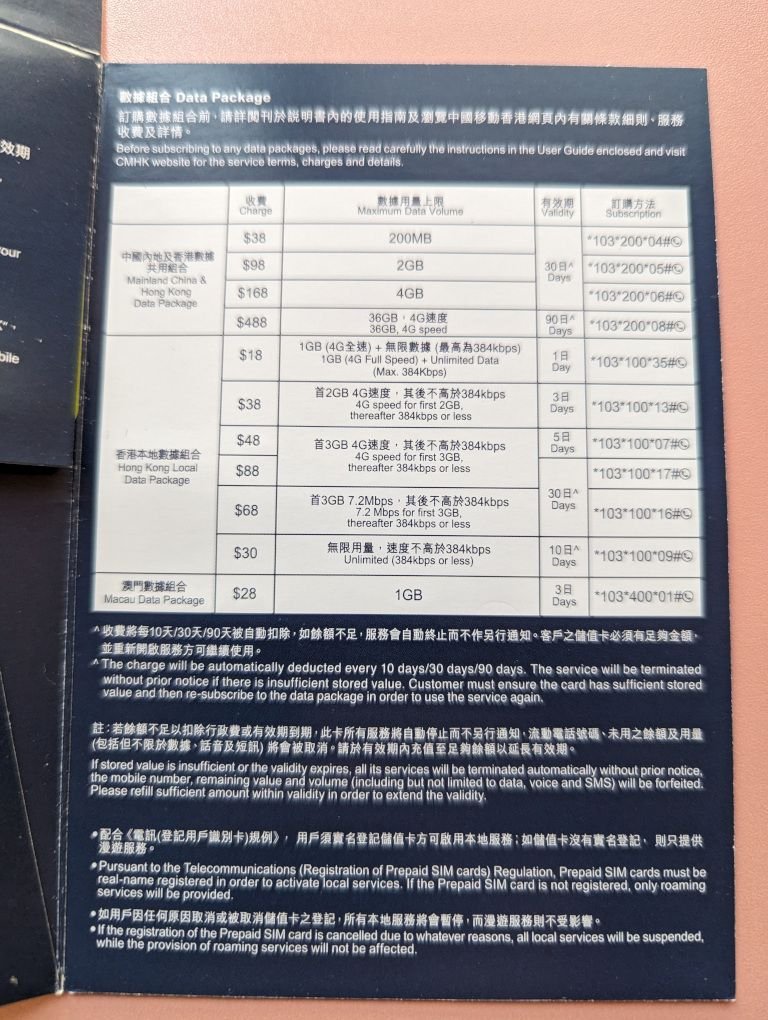 效期
our
"，
bile
數據組合 Data Package
訂購數據組合前，請詳閱刊於說明書內的使用指南及瀏覽中國移動香港網頁內有關條款細則、服務
收費及詳情。
Before subscribing to any data packages, please read carefully the instructions in the User Guide enclosed and visit
CMHK website for the service terms, charges and details.
收費 數據用量上限 有效期 訂購方法
Charge Maximum Data Volume Validity Subscription
中國內地及香港數據
共用組合
Mainland China &
Hong Kong
Data Package
$38 200MB *103*200*04#
$98 2GB *103*200*05#
30日^
Days
$168 4GB *103*200*06#
$488 36GB，4G速度 90日^ *103*200*08#
36GB, 4G speed Days
香港本地數據組合
Hong Kong Local
Data Package
$18 1GB (4G全速) + 無限數據 (最高為384kbps) 1日 *103*100*35#
1GB (4G Full Speed) + Unlimited Data Day
(Max. 384Kbps)
$38 首2GB 4G速度，其後不高於384kbps 3日 *103*100*13#
4G speed for first 2GB, Days
thereafter 384kbps or less
$48 首3GB 4G速度，其後不高於384kbps 5日 *103*100*07#
4G speed for first 3GB, Days
$88 thereafter 384kbps or less *103*100*17#
30日^
Days
$68 首3GB 7.2Mbps，其後不高於384kbps *103*100*16#
7.2 Mbps for first 3GB,
thereafter 384kbps or less
$30 無限用量，速度不高於384kbps 10日^ *103*100*09#
Unlimited (384kbps or less) Days
澳門數據組合 $28 1GB 3日 *103*400*01#
Macau Data Package Days
^ 收費將每10天/30天/90天被自動扣除，如餘額不足，服務會自動終止而不作另行通知。客戶之儲值卡必須有足夠金額，
並重新開啟服務方可繼續使用。
^ The charge will be automatically deducted every 10 days/30 days/90 days. The service will be terminated
without prior notice if there is insufficient stored value. Customer must ensure the card has sufficient stored
value and then re-subscribe to the data package in order to use the service again.
註：若餘額不足以扣除行政費或有效期到期，此卡所有服務將自動停止而不另行通知，流動電話號碼、未用之餘額及用量
(包括但不限於數據、話音及短訊) 將會被取消。請於有效期內充值至足夠餘額以延長有效期。
If stored value is insufficient or the validity expires, all its services will be terminated automatically without prior notice,
the mobile number, remaining value and volume (including but not limited to data, voice and SMS) will be forfeited.
Please refill sufficient amount within validity in order to extend the validity.
•配合《電訊(登記用戶識別卡)規例》，用戶須實名登記儲值卡方可啟用本地服務；如儲值卡沒有實名登記，則只提供
漫遊服務。
•Pursuant to the Telecommunications (Registration of Prepaid SIM cards) Regulation, Prepaid SIM cards must be
real-name registered in order to activate local services. If the Prepaid SIM card is not registered, only roaming
services will be provided.
•如用戶因任何原因取消或被取消儲值卡之登記，所有本地服務將會暫停，而漫遊服務則不受影響。
•If the registration of the Prepaid SIM card is cancelled due to whatever reasons, all local services will be suspended,
while the provision of roaming services will not be affected.